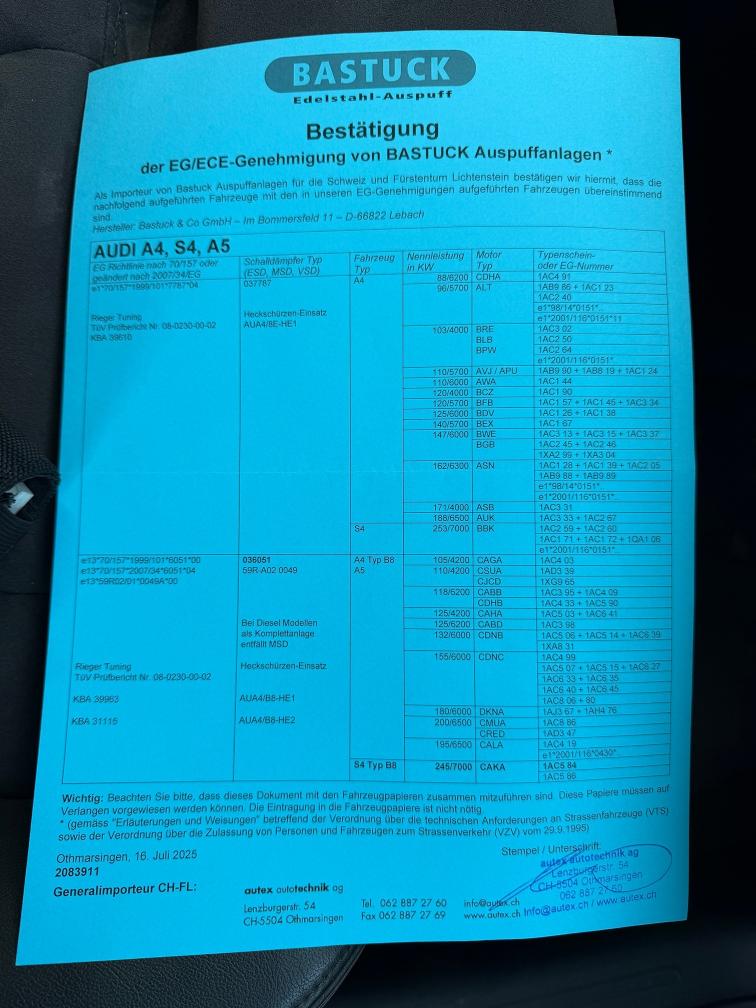 BASTUCK
Edelstahl-Auspuff
Bestätigung
der EG/ECE-Genehmigung von BASTUCK Auspuffanlagen *
Als Importeur von Bastuck Auspuffanlagen für die Schweiz und Fürstentum Lichtenstein bestätigen wir hiermit, dass die
nachfolgend aufgeführten Fahrzeuge mit den in unseren EG-Genehmigungen aufgeführten Fahrzeugen übereinstimmend
sind.
Hersteller: Bastuck & Co GmbH – Im Bommersfeld 11 – D-66822 Lebach
AUDI A4, S4, A5
EG Richtlinie nach 70/157 oder geändert nach 2007/34/EG Schalldämpfer Typ (ESD, MSD, VSD) Fahrzeug Typ Nennleistung in KW Motor Typ Typenschein- oder EG-Nummer
e1*70/157*1999/101*7787*04 037787 A4 88/6200 CDHA 1AC4 91
96/5700 ALT 1AB9 86 + 1AC1 23
1AC2 40
e1*98/14*0151*..
Rieger Tuning Heckschürzen-Einsatz e1*2001/116*0151*11
TüV Prüfbericht Nr. 08-0230-00-02 AUA4/8E-HE1 103/4000 BRE 1AC3 02
KBA 39610 BLB 1AC2 50
BPW 1AC2 64
e1*2001/116*0151*..
110/5700 AVJ / APU 1AB9 90 + 1AB8 19 + 1AC1 24
110/6000 AWA 1AC1 44
120/4000 BCZ 1AC1 90
120/5700 BFB 1AC1 57 + 1AC1 45 + 1AC3 34
125/6000 BDV 1AC1 26 + 1AC1 38
140/5700 BEX 1AC1 67
147/6000 BWE 1AC3 13 + 1AC3 15 + 1AC3 37
BGB 1AC2 45 + 1AC2 46
1XA2 99 + 1XA3 04
162/6300 ASN 1AC1 28 + 1AC1 39 + 1AC2 05
1AB9 88 + 1AB9 89
e1*98/14*0151*..
e1*2001/116*0151*..
171/4000 ASB 1AC3 31
188/6500 AUK 1AC3 33 + 1AC2 67
S4 253/7000 BBK 1AC2 59 + 1AC2 60
1AC1 71 + 1AC1 72 + 1QA1 06
e1*2001/116*0151*..
e13*70/157*1999/101*6051*00 036051 A4 Typ B8 105/4200 CAGA 1AC4 03
e13*70/157*2007/34*6051*04 59R-A02 0049 A5 110/4200 CSUA 1AD3 39
e13*59R02/01*0049A*00 CJCD 1XG9 65
118/6200 CABB 1AC3 95 + 1AC4 09
CDHB 1AC4 33 + 1AC5 90
125/4200 CAHA 1AC5 03 + 1AC6 41
Bei Diesel Modellen 125/6200 CABD 1AC3 98
als Komplettanlage 132/6000 CDNB 1AC5 06 + 1AC5 14 + 1AC6 39
entfällt MSD 1XA8 31
155/6000 CDNC 1AC4 99
Rieger Tuning Heckschürzen-Einsatz 1AC5 07 + 1AC5 15 + 1AC6 27
TüV Prüfbericht Nr. 08-0230-00-02 1AC6 33 + 1AC6 35
1AC6 40 + 1AC6 45
KBA 39963 AUA4/B8-HE1 1AC8 06 + 80
180/6000 DKNA 1AJ3 67 + 1AH4 76
KBA 31115 AUA4/B8-HE2 200/6500 CMUA 1AC8 86
CRED 1AD3 47
195/6500 CALA 1AC4 19
e1*2001/116*0430*..
S4 Typ B8 245/7000 CAKA 1AC5 84
1AC5 86
Wichtig: Beachten Sie bitte, dass dieses Dokument mit den Fahrzeugpapieren zusammen mitzuführen sind. Diese Papiere müssen auf
Verlangen vorgewiesen werden können. Die Eintragung in die Fahrzeugpapiere ist nicht nötig.
* (gemäss "Erläuterungen und Weisungen" betreffend der Verordnung über die technischen Anforderungen an Strassenfahrzeuge (VTS)
sowie der Verordnung über die Zulassung von Personen und Fahrzeugen zum Strassenverkehr (VZV) vom 29.9.1995)
Othmarsingen, 16. Juli 2025 Stempel / Unterschrift:
2083911
autex autotechnik ag
Lenzburgerstr. 54
CH-5504 Othmarsingen
062 887 27 60
Info@autex.ch / www.autex.ch
Generalimporteur CH-FL: autex autotechnik ag
Lenzburgerstr. 54 Tel. 062 887 27 60 info@autex.ch
CH-5504 Othmarsingen Fax 062 887 27 69 www.autex.ch